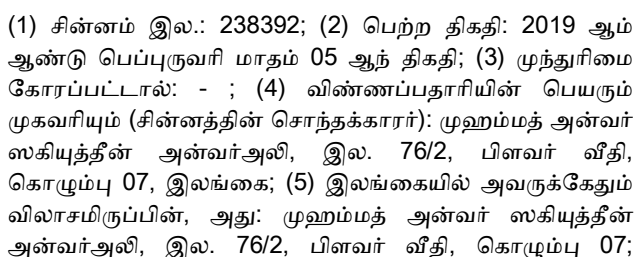 (1) சின்னம் இல.: 238392; (2) பெற்ற திகதி: 2019 ஆம்
ஆண்டு பெப்புருவரி மாதம் 05 ஆந் திகதி; (3) முந்துரிமை
கோரப்பட்டால்: - ; (4) விண்ணப்பதாரியின் பெயரும்
முகவரியும் (சின்னத்தின் சொந்தக்காரர்): முஹம்மத் அன்வர்
ஸகியுத்தீன் அன்வர்அலி, இல. 76/2, பிளவர் வீதி,
கொழும்பு 07, இலங்கை; (5) இலங்கையில் அவருக்கேதும்
விலாசமிருப்பின், அது: முஹம்மத் அன்வர் ஸகியுத்தீன்
அன்வர்அலி, இல. 76/2, பிளவர் வீதி, கொழும்பு 07;